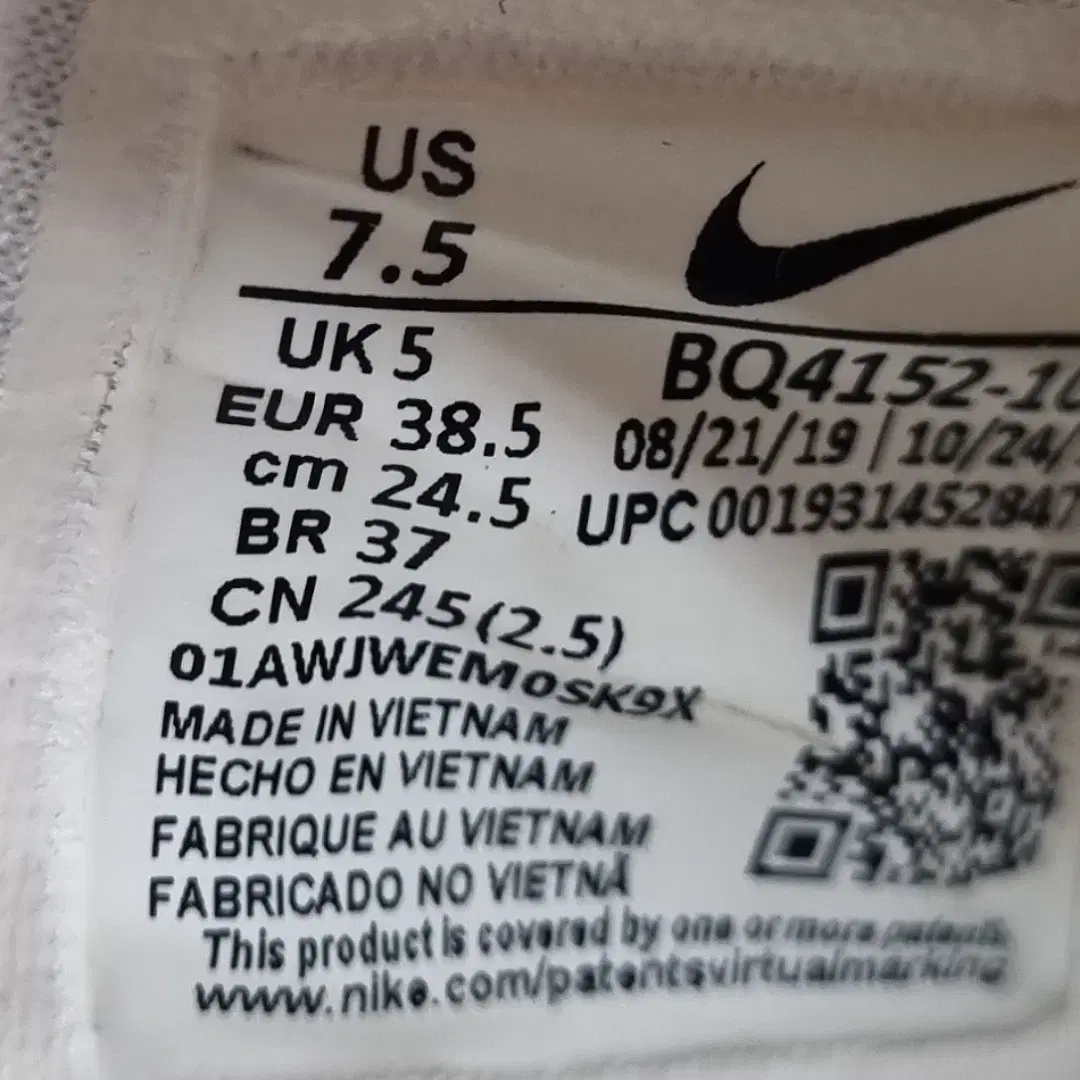 US
7.5
UK 5
EUR 38.5
cm 24.5
BR 37
CN 245 (2.5)
BQ4152-10
08/21/19 | 10/24/
UPC 001931452847
01AWJWEM0SK9X
MADE IN VIETNAM
HECHO EN VIETNAM
FABRIQUE AU VIETNAM
FABRICADO NO VIETNÃ
This product is covered by one or more patents.
www.nike.com/patentsvirtualmarking